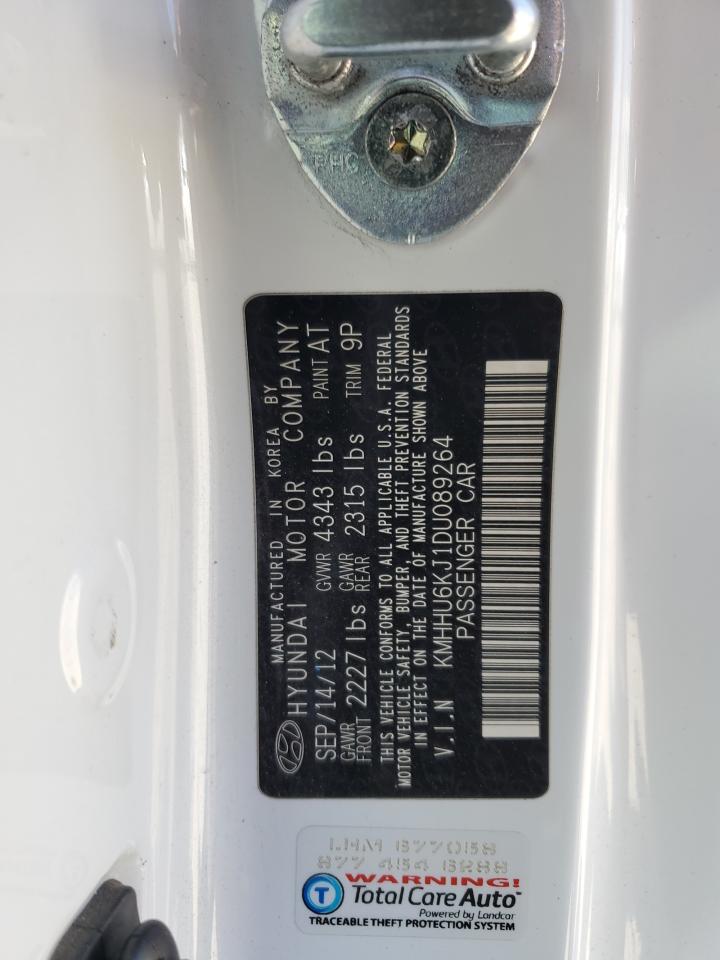 PHC
MANUFACTURED IN KOREA BY
HYUNDAI MOTOR COMPANY
SEP/14/12 GVWR 4343 lbs PAINT AT
GAWR FRONT 2227 lbs GAWR REAR 2315 lbs TRIM 9P
THIS VEHICLE CONFORMS TO ALL APPLICABLE U.S.A. FEDERAL
MOTOR VEHICLE SAFETY, BUMPER, AND THEFT PREVENTION STANDARDS
IN EFFECT ON THE DATE OF MANUFACTURE SHOWN ABOVE
V.I.N KMHHU6KJ1DU089264
PASSENGER CAR
LHM 677058
877 454 6288
WARNING!
T Total Care Auto
Powered by Landcar
TRACEABLE THEFT PROTECTION SYSTEM